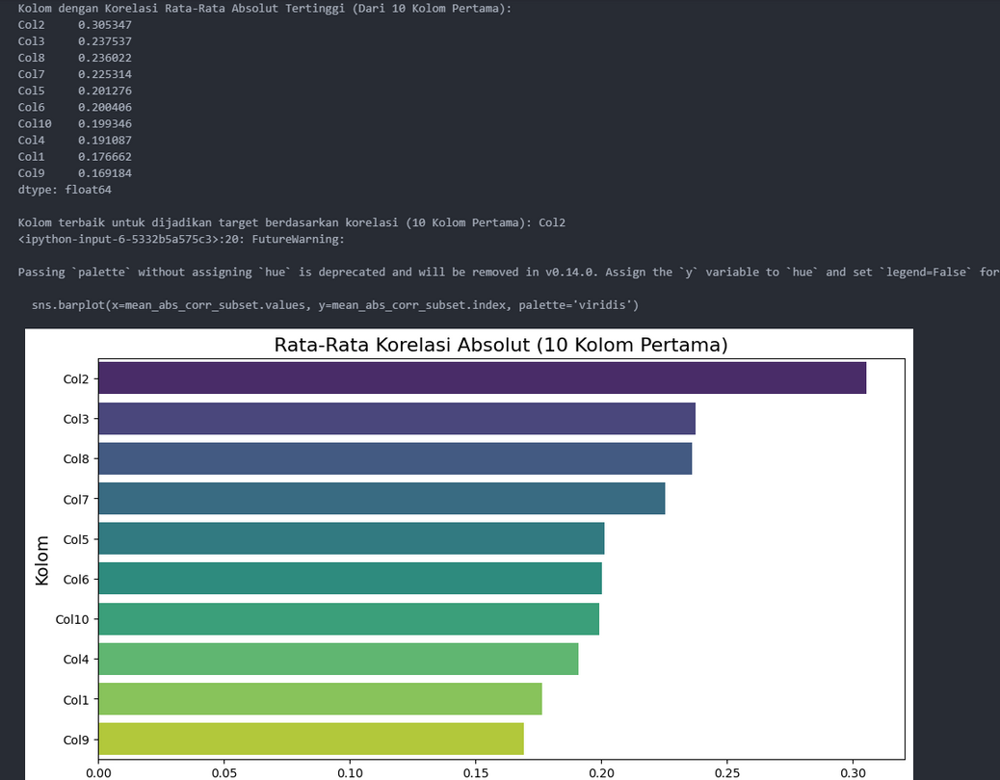 Kolom dengan Korelasi Rata-Rata Absolut Tertinggi (Dari 10 Kolom Pertama):
Col2     0.305347
Col3     0.237537
Col8     0.236022
Col7     0.225314
Col5     0.201276
Col6     0.200406
Col10    0.199346
Col4     0.191087
Col1     0.176662
Col9     0.169184
dtype: float64
Kolom terbaik untuk dijadikan target berdasarkan korelasi (10 Kolom Pertama): Col2
<ipython-input-6-5332b5a575c3>:20: FutureWarning:
Passing `palette` without assigning `hue` is deprecated and will be removed in v0.14.0. Assign the `y` variable to `hue` and set `legend=False` for
sns.barplot(x=mean_abs_corr_subset.values, y=mean_abs_corr_subset.index, palette='viridis')
Rata-Rata Korelasi Absolut (10 Kolom Pertama)
Kolom
Col2
Col3
Col8
Col7
Col5
Col6
Col10
Col4
Col1
Col9
0.00 0.05 0.10 0.15 0.20 0.25 0.30